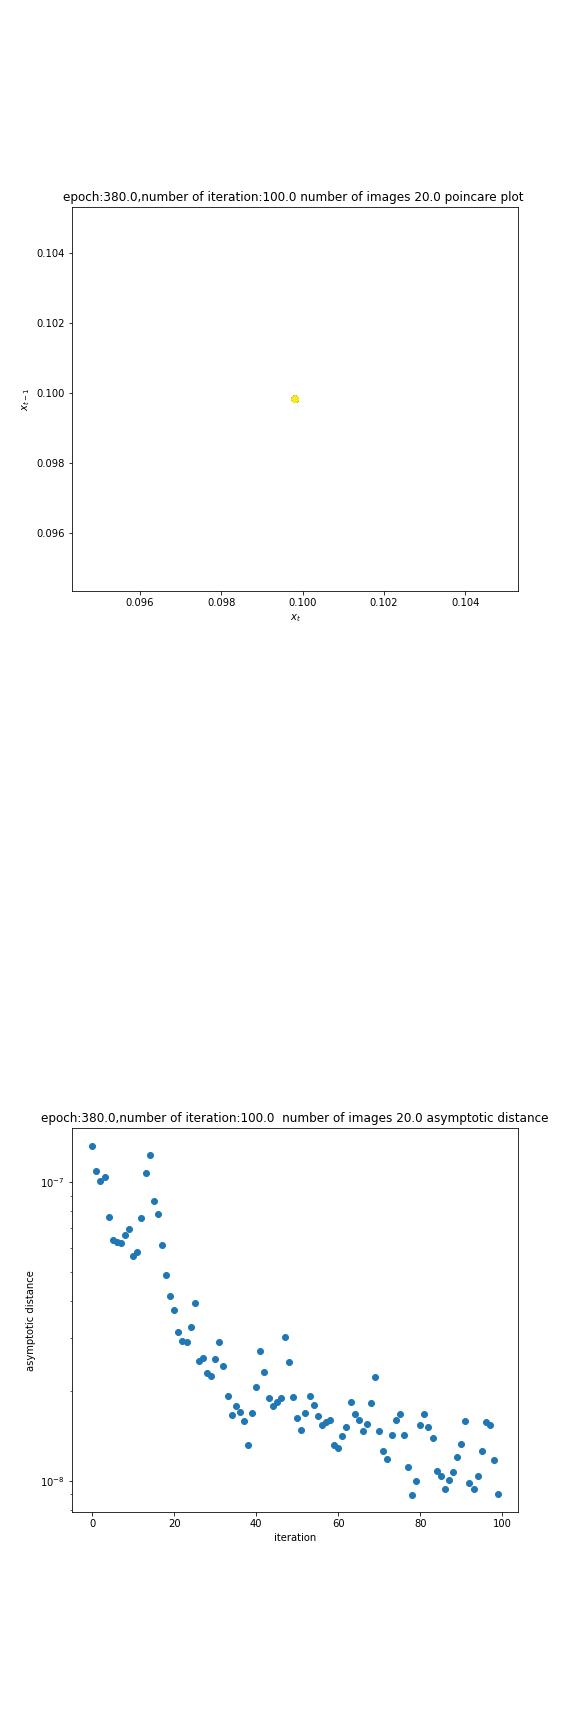 epoch:380.0,number of iteration:100.0 number of images 20.0 poincare plot
0.104
0.102
0.100
0.098
0.096
x_{t-1}
0.096 0.098 0.100 0.102 0.104
x_t
epoch:380.0,number of iteration:100.0  number of images 20.0 asymptotic distance
10^{-7}
10^{-8}
asymptotic distance
0 20 40 60 80 100
iteration